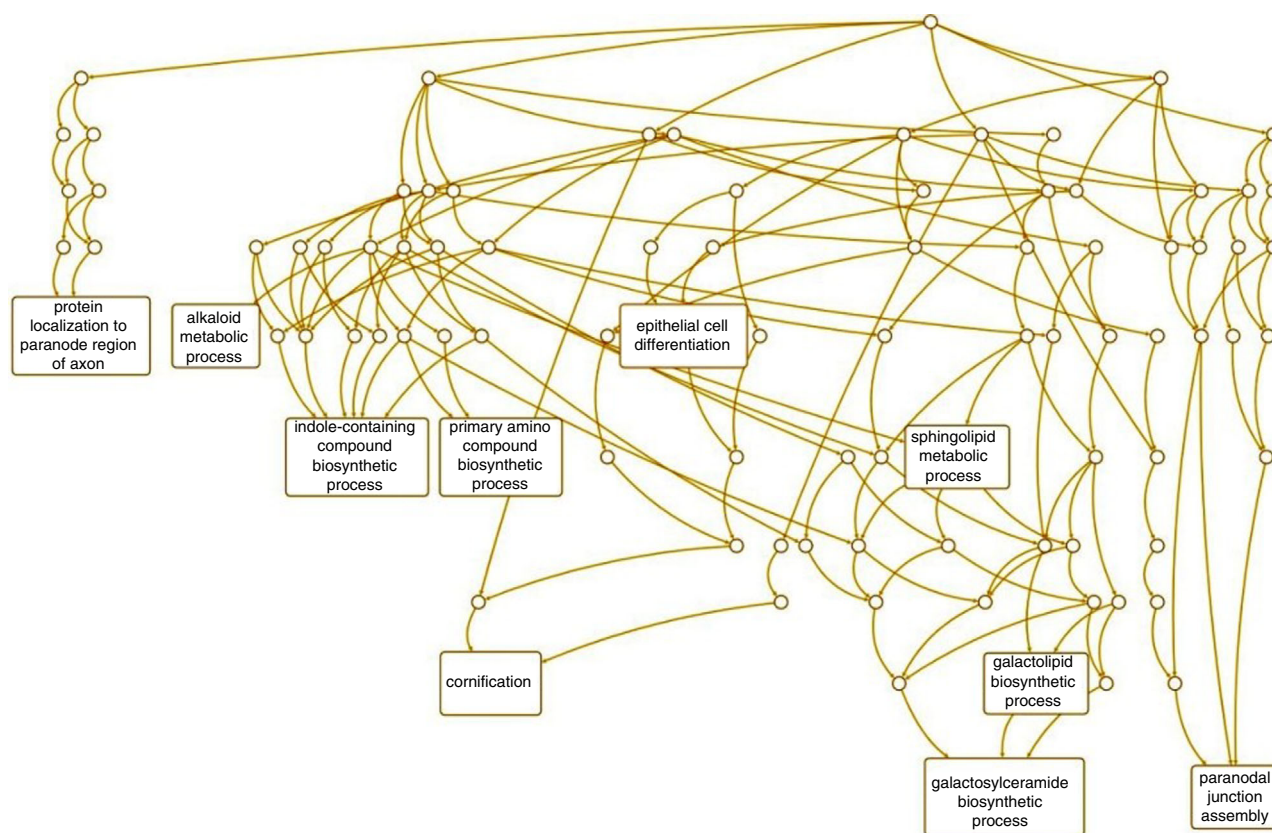 protein
localization to
paranode region
of axon
alkaloid
metabolic
process
epithelial cell
differentiation
indole-containing
compound
biosynthetic
process
primary amino
compound
biosynthetic
process
sphingolipid
metabolic
process
cornification
galactolipid
biosynthetic
process
galactosylceramide
biosynthetic
process
paranodal
junction
assembly